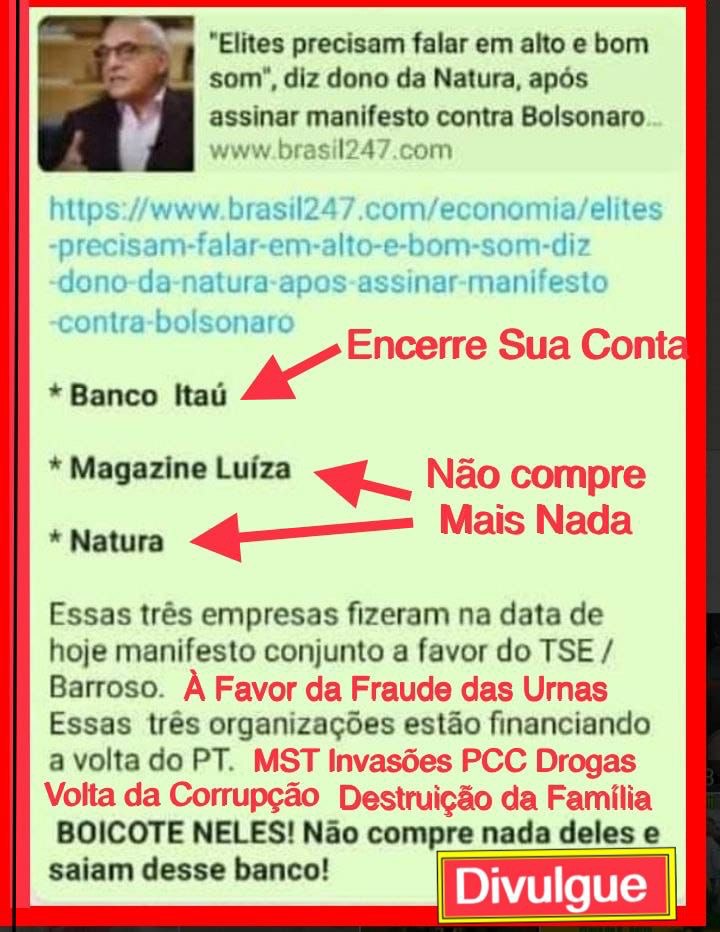 "Elites precisam falar em alto e bom
som", diz dono da Natura, após
assinar manifesto contra Bolsonaro...
www.brasil247.com
https://www.brasil247.com/economia/elites
-precisam-falar-em-alto-e-bom-som-diz
-dono-da-natura-apos-assinar-manifesto
-contra-bolsonaro
Encerre Sua Conta
* Banco Itaú
* Magazine Luíza
Não compre
Mais Nada
* Natura
Essas três empresas fizeram na data de
hoje manifesto conjunto a favor do TSE /
Barroso. À Favor da Fraude das Urnas
Essas três organizações estão financiando
a volta do PT. MST Invasões PCC Drogas
Volta da Corrupção Destruição da Família
BOICOTE NELES! Não compre nada deles e
saiam desse banco!
Divulgue